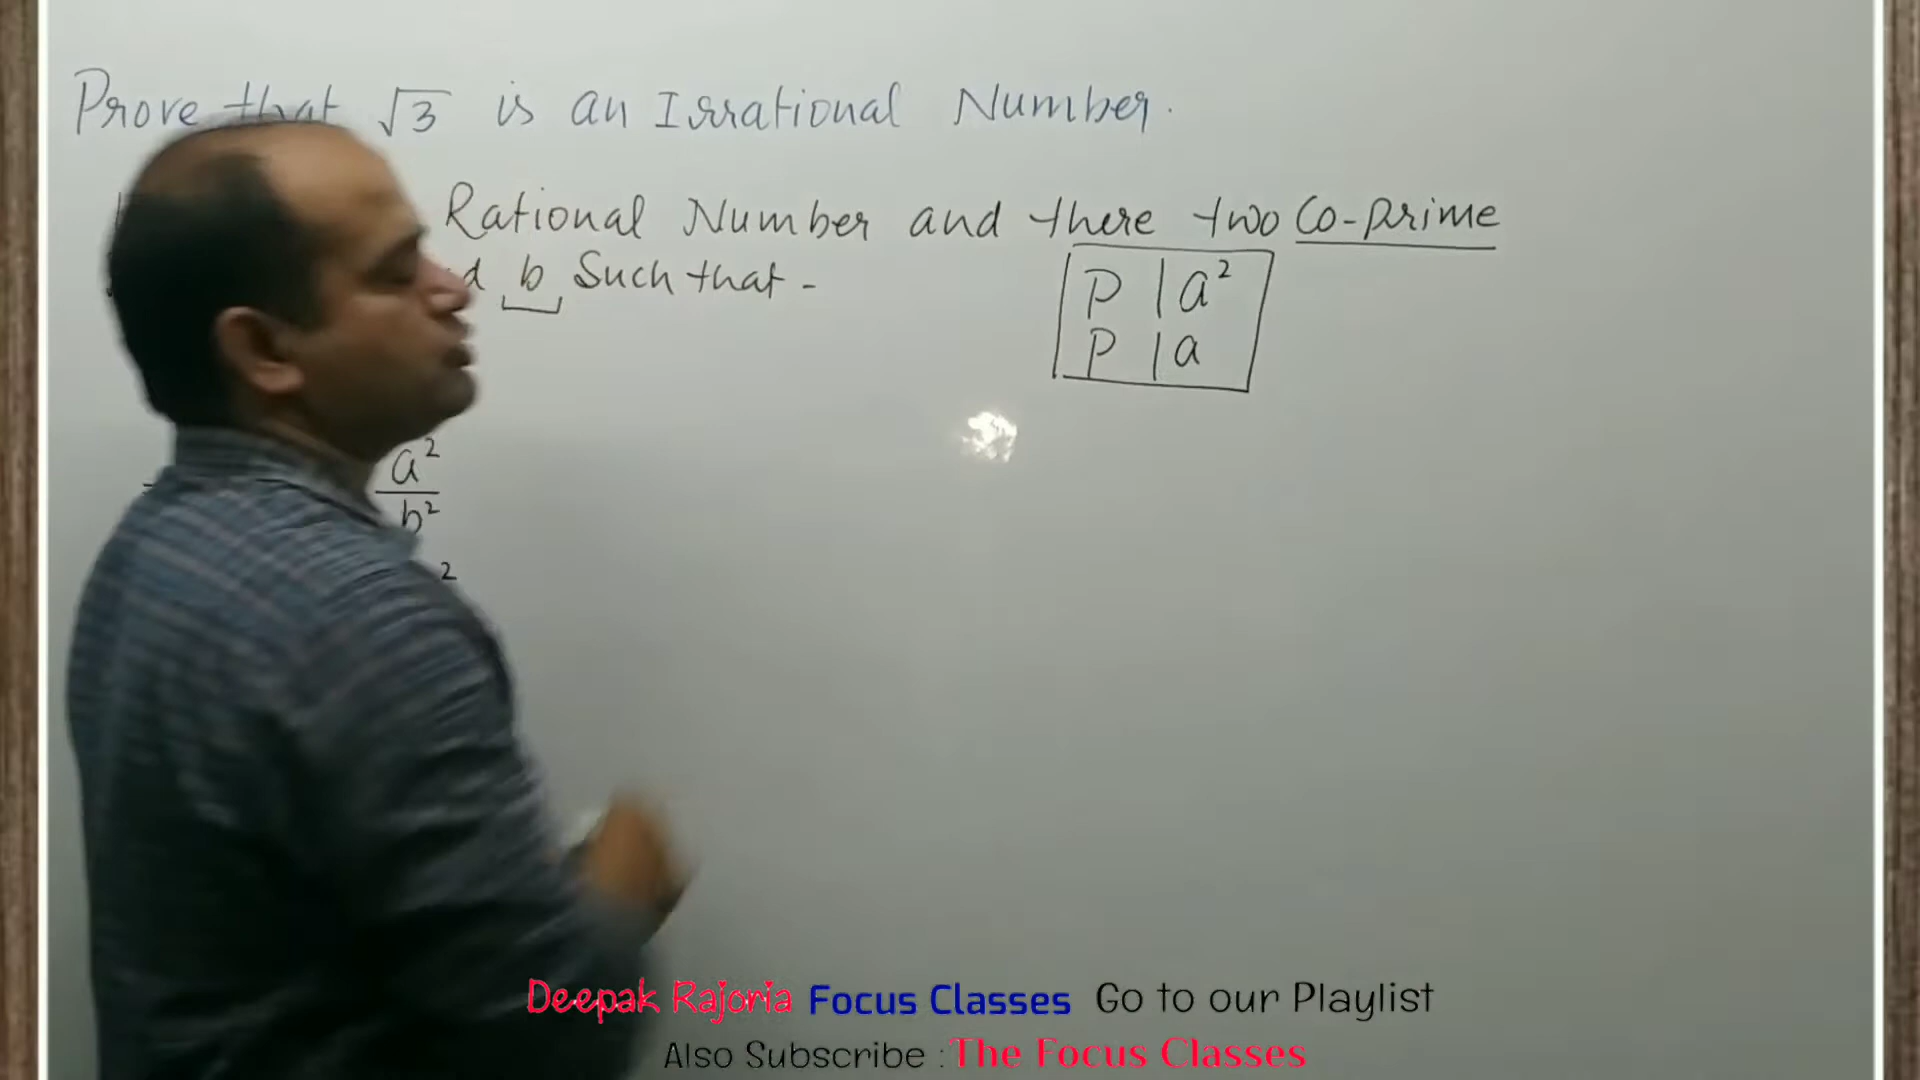 Prove that √3 is an Irrational Number.
Rational Number and there two Co-prime
b Such that -
P | a²
P | a
a²
b²
2
Deepak Rajoria Focus Classes Go to our Playlist
Also Subscribe : The Focus Classes